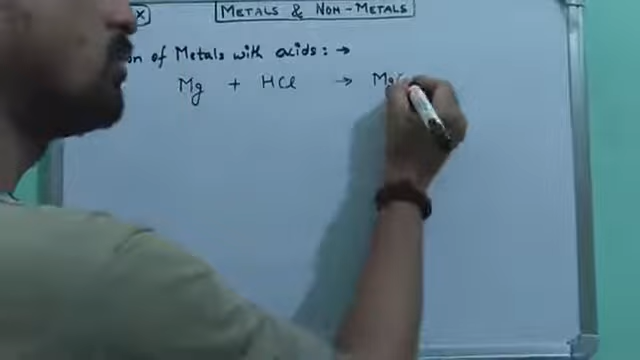 X METALS & NON-METALS
on of Metals with acids: →
Mg + HCl → Mg